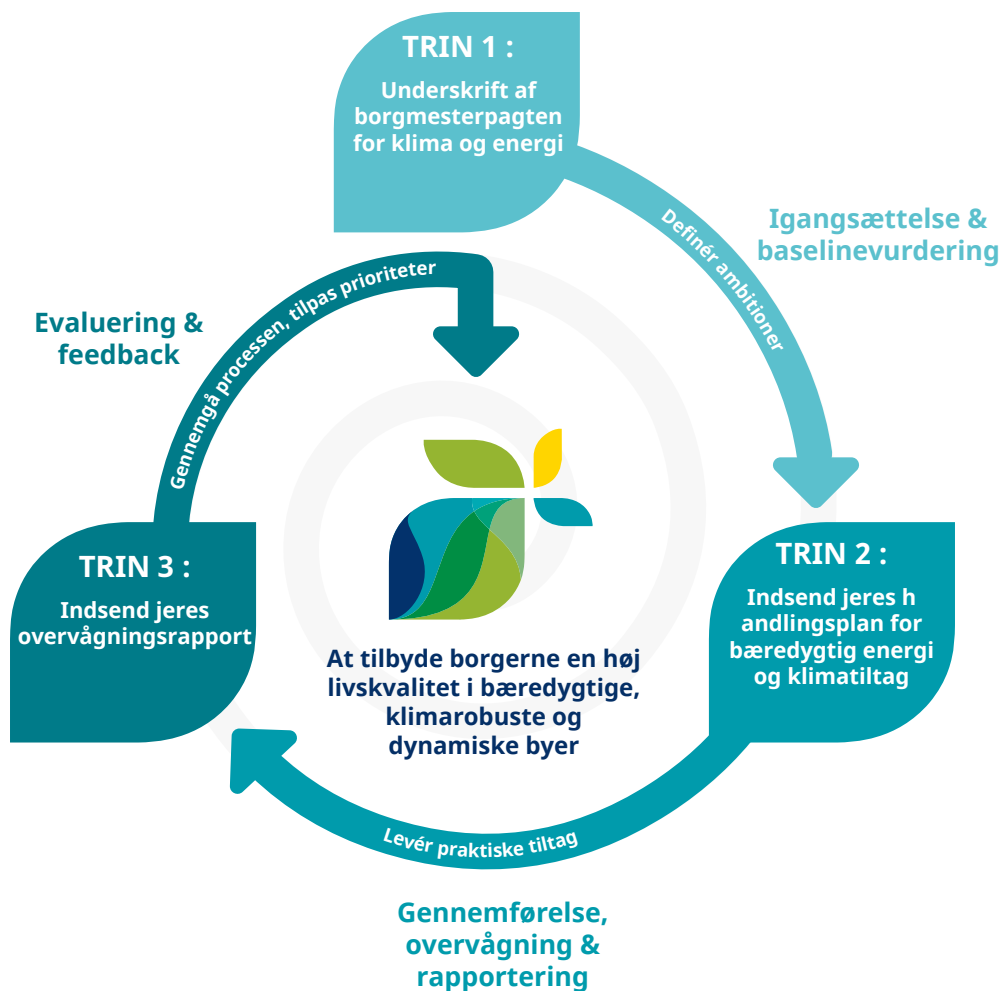 TRIN 1 :
Underskrift af
borgmesterpagten
for klima og energi
Definér ambitioner
Igangsættelse &
baselinevurdering
TRIN 2 :
Indsend jeres h
andlingsplan for
bæredygtig energi
og klimatiltag
Levér praktiske tiltag
Gennemførelse,
overvågning &
rapportering
TRIN 3 :
Indsend jeres
overvågningsrapport
Gennemgå processen, tilpas prioriteter
Evaluering &
feedback
At tilbyde borgerne en høj
livskvalitet i bæredygtige,
klimarobuste og
dynamiske byer